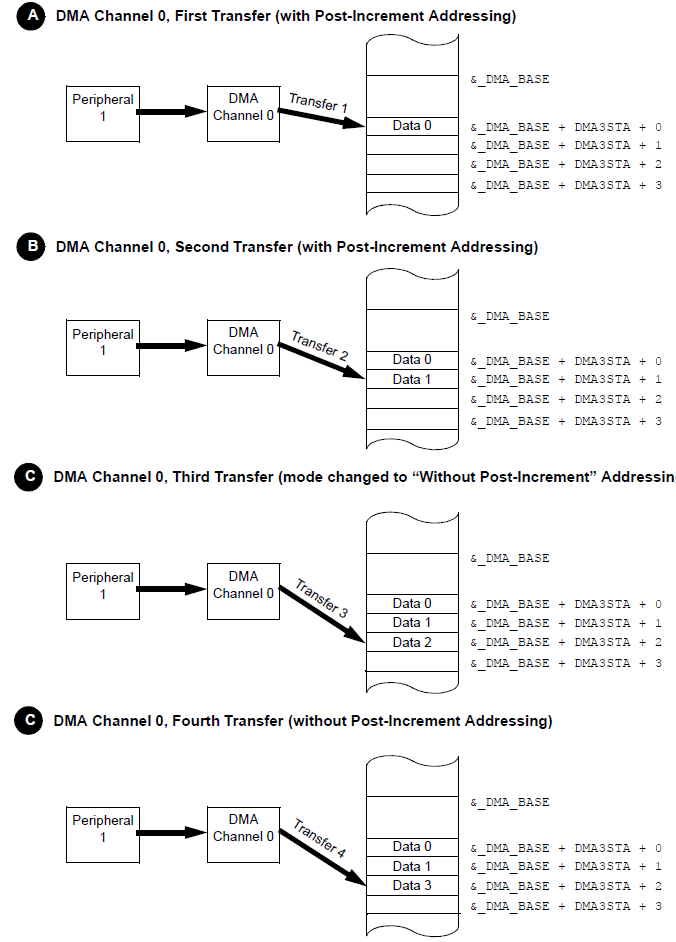 A DMA Channel 0, First Transfer (with Post-Increment Addressing)
&_DMA_BASE
Peripheral
1
DMA
Channel 0
Transfer 1
Data 0
&_DMA_BASE + DMA3STA + 0
&_DMA_BASE + DMA3STA + 1
&_DMA_BASE + DMA3STA + 2
&_DMA_BASE + DMA3STA + 3
B DMA Channel 0, Second Transfer (with Post-Increment Addressing)
&_DMA_BASE
Peripheral
1
DMA
Channel 0
Transfer 2
Data 0
&_DMA_BASE + DMA3STA + 0
Data 1
&_DMA_BASE + DMA3STA + 1
&_DMA_BASE + DMA3STA + 2
&_DMA_BASE + DMA3STA + 3
C DMA Channel 0, Third Transfer (mode changed to “Without Post-Increment” Addressin
&_DMA_BASE
Peripheral
1
DMA
Channel 0
Transfer 3
Data 0
&_DMA_BASE + DMA3STA + 0
Data 1
&_DMA_BASE + DMA3STA + 1
Data 2
&_DMA_BASE + DMA3STA + 2
&_DMA_BASE + DMA3STA + 3
C DMA Channel 0, Fourth Transfer (without Post-Increment Addressing)
&_DMA_BASE
Peripheral
1
DMA
Channel 0
Transfer 4
Data 0
&_DMA_BASE + DMA3STA + 0
Data 1
&_DMA_BASE + DMA3STA + 1
Data 3
&_DMA_BASE + DMA3STA + 2
&_DMA_BASE + DMA3STA + 3